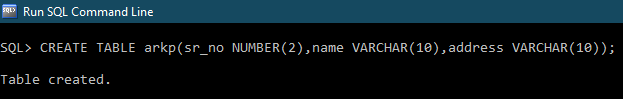 Run SQL Command Line
SQL> CREATE TABLE arkp(sr_no NUMBER(2),name VARCHAR(10),address VARCHAR(10));
Table created.